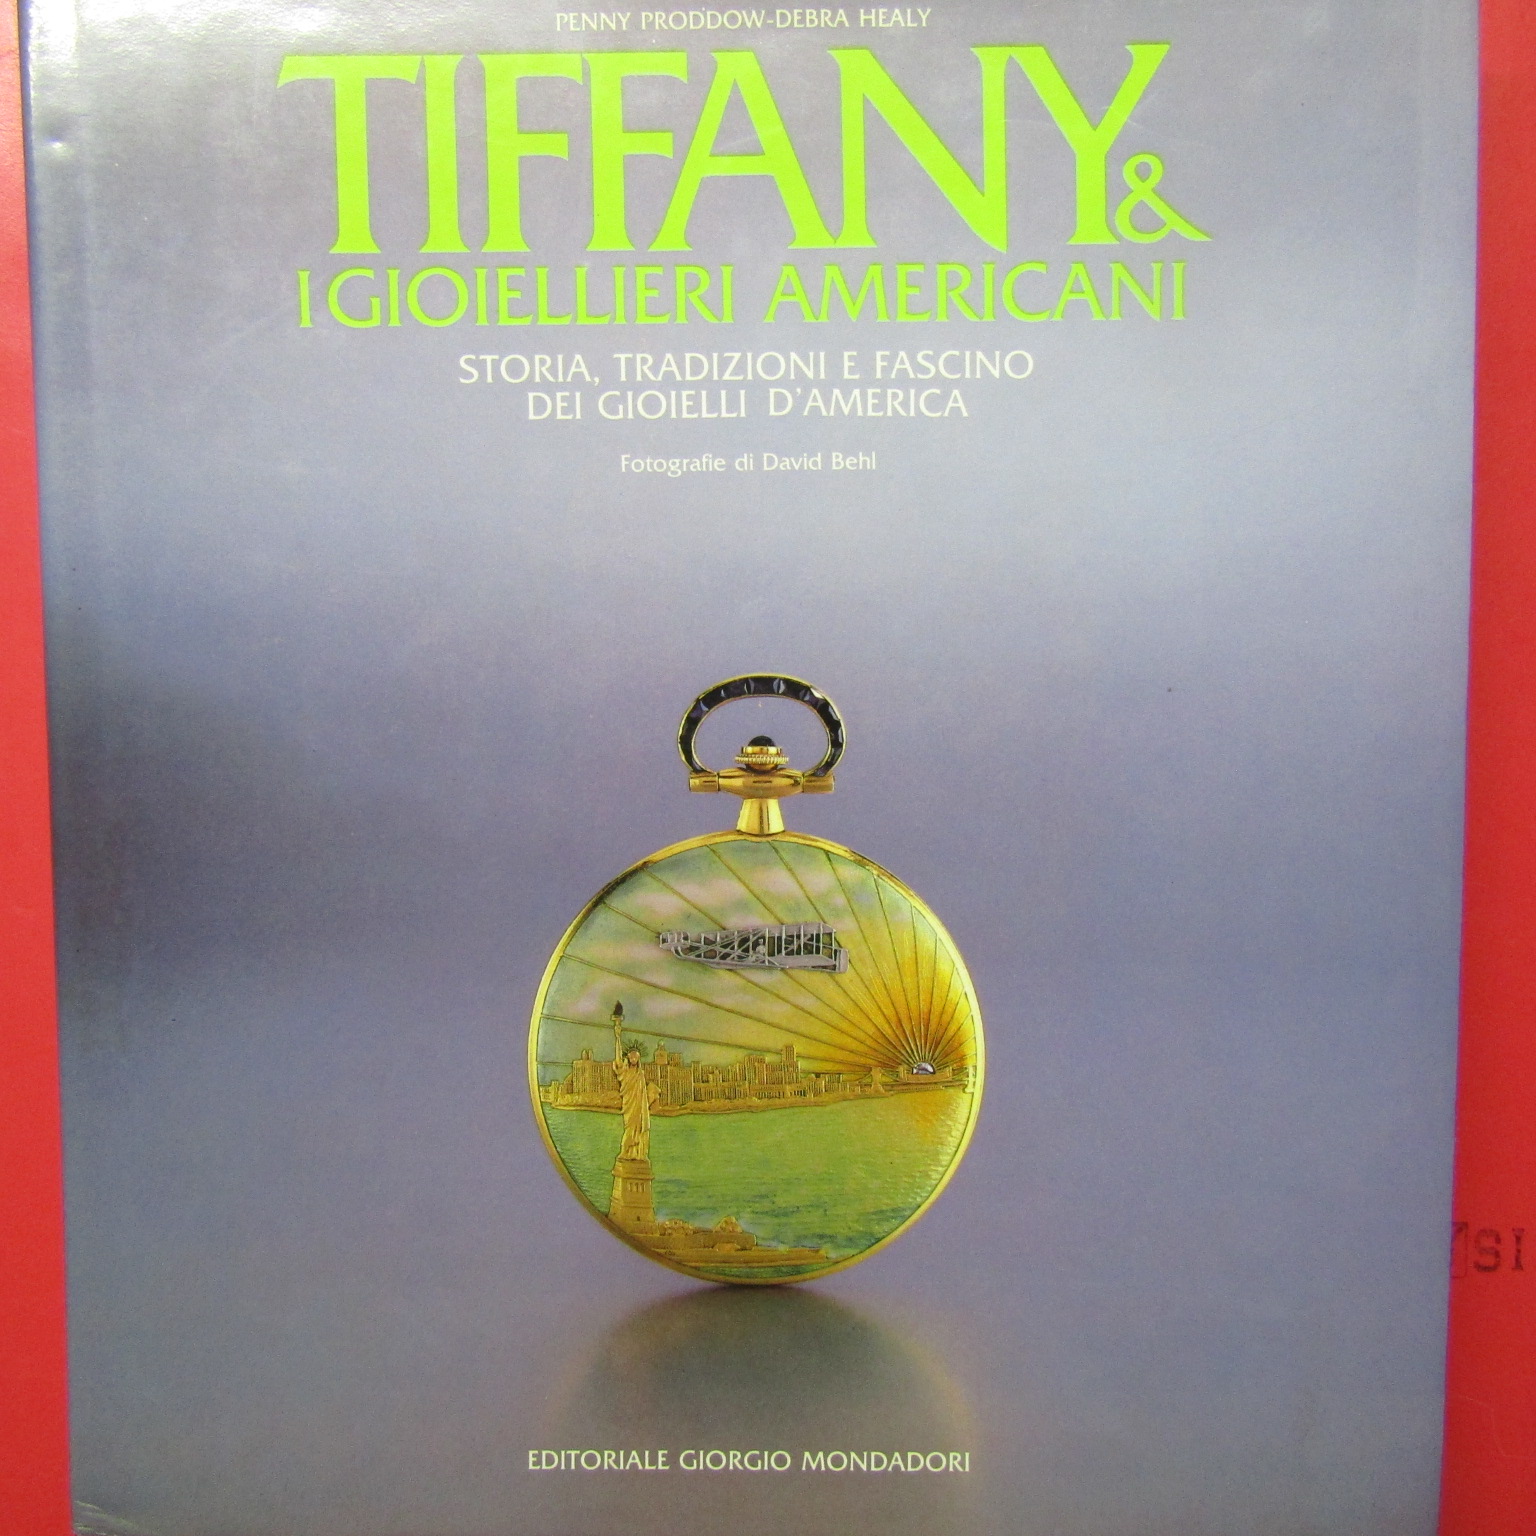 PENNY PRODDOW-DEBRA HEALY
TIFFANY &
I GIOIELLIERI AMERICANI
STORIA, TRADIZIONI E FASCINO
DEI GIOIELLI D'AMERICA
Fotografie di David Behl
SI
EDITORIALE GIORGIO MONDADORI